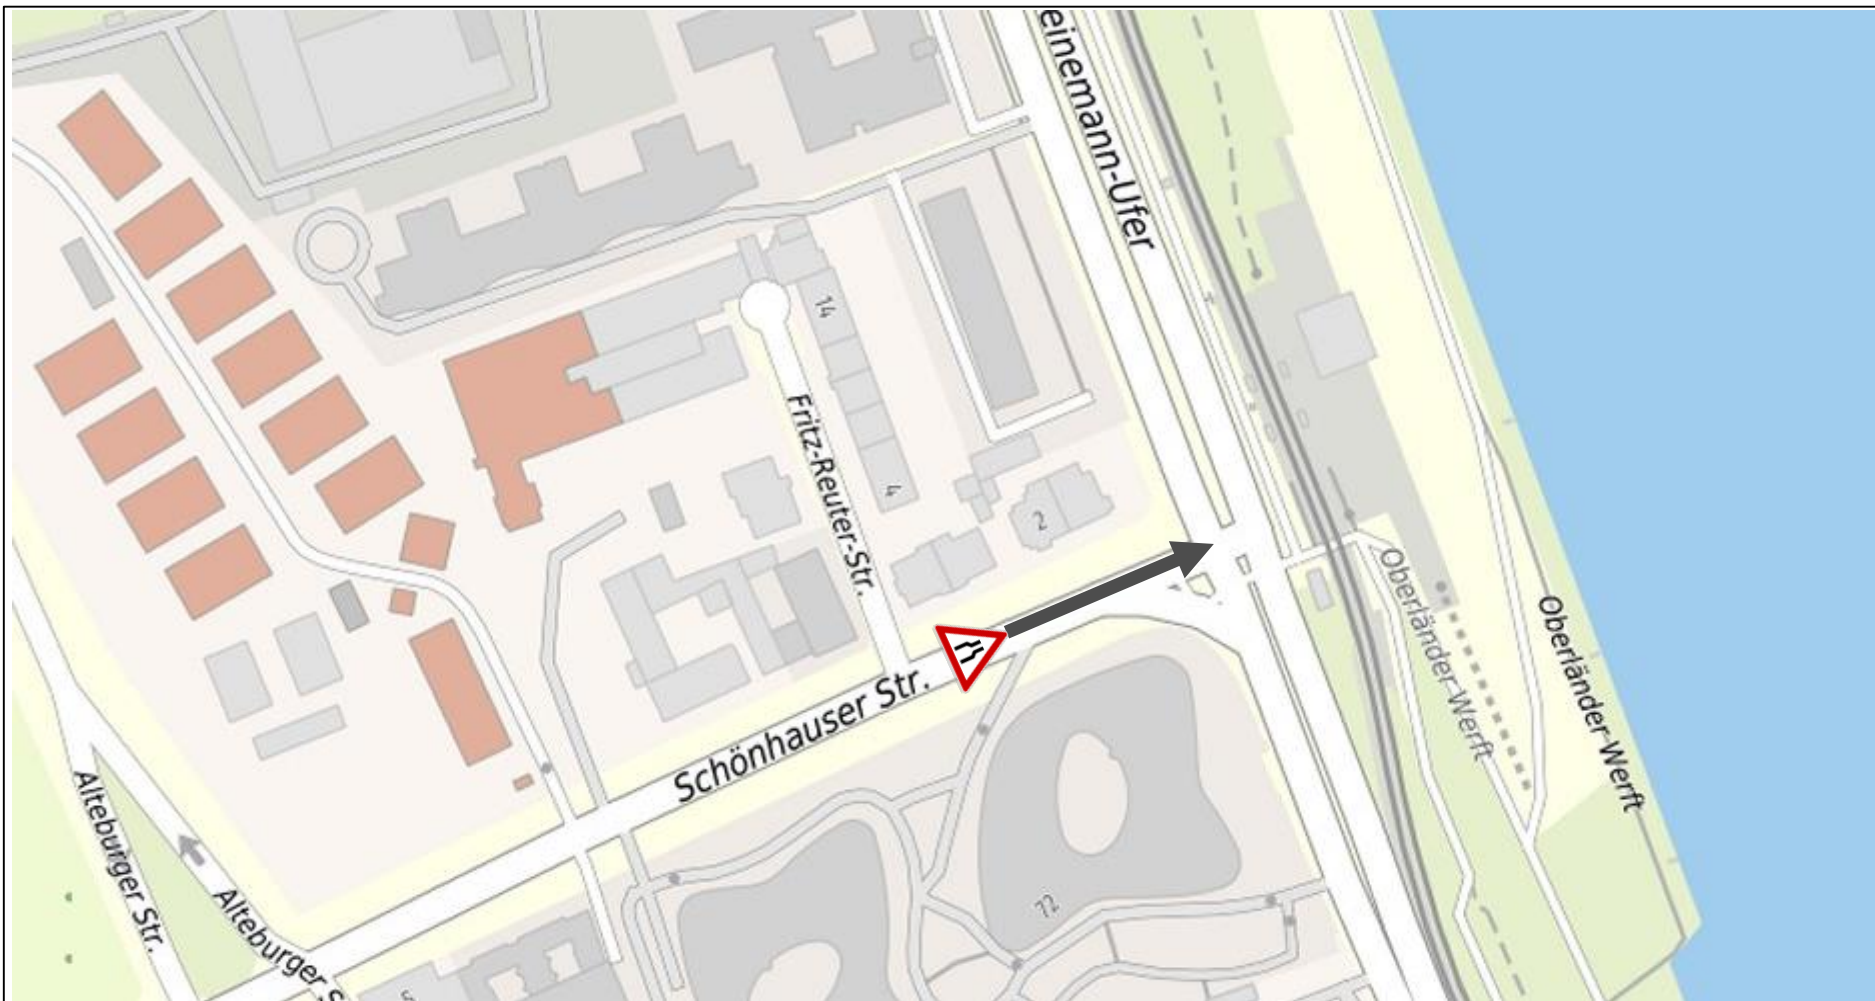 einemann-Ufer
14
Fritz-Reuter-Str.
4
2
Oberländer-Werft
Oberländer-Werft
Schönhauser Str.
Alteburger Str.
Alteburger S
72